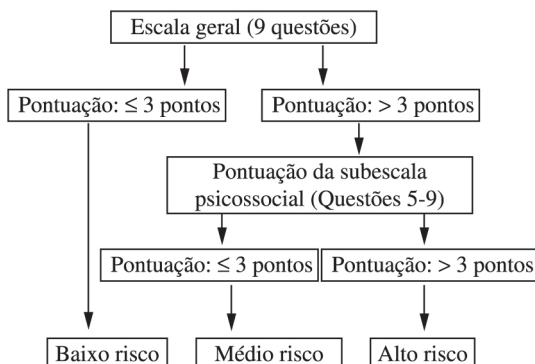 Escala geral (9 questões)
Pontuação: ≤ 3 pontos
Pontuação: > 3 pontos
Pontuação da subescala
psicossocial (Questões 5-9)
Pontuação: ≤ 3 pontos
Pontuação: > 3 pontos
Baixo risco
Médio risco
Alto risco